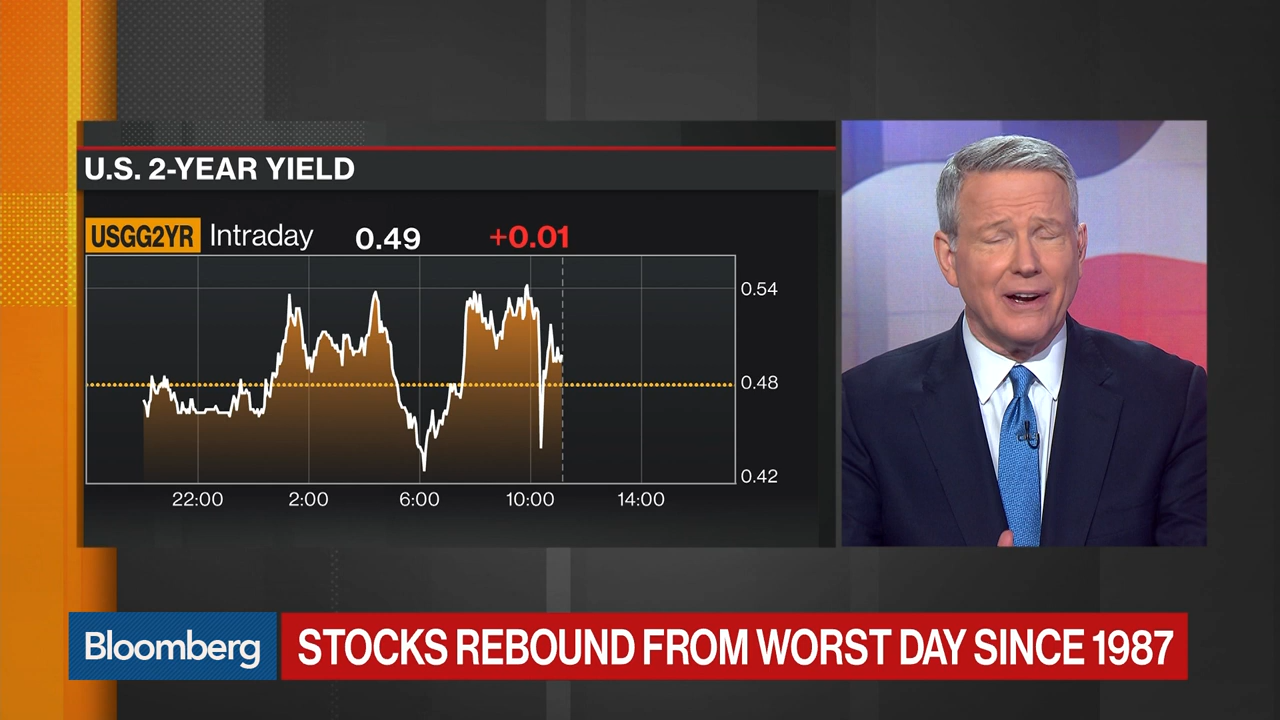 U.S. 2-YEAR YIELD
USGG2YR Intraday 0.49 +0.01
0.54
0.48
0.42
22:00 2:00 6:00 10:00 14:00
Bloomberg STOCKS REBOUND FROM WORST DAY SINCE 1987